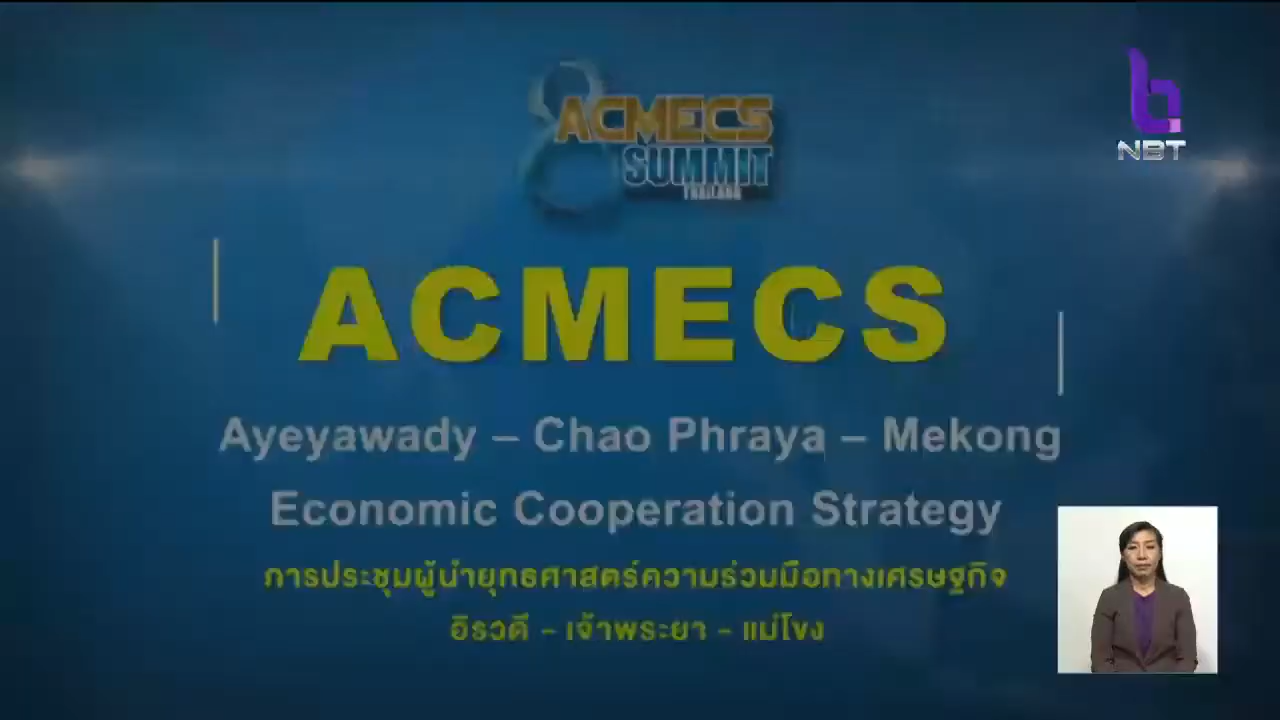 8 ACMECS
SUMMIT
THAILAND
NBT
ACMECS
Ayeyawady – Chao Phraya – Mekong
Economic Cooperation Strategy
การประชุมผู้นำยุทธศาสตร์ความร่วมมือทางเศรษฐกิจ
อิรวดี - เจ้าพระยา - แม่โขง